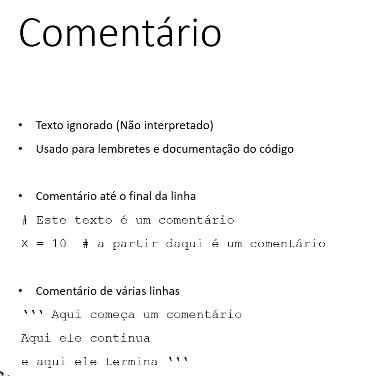 Comentário
• Texto ignorado (Não interpretado)
• Usado para lembretes e documentação do código
• Comentário até o final da linha
# Este texto é um comentário
X = 10  # a partir daqui é um comentário
• Comentário de várias linhas
‵‵‵ Aqui começa um comentário
Aqui ele continua
e aqui ele termina ‵‵‵